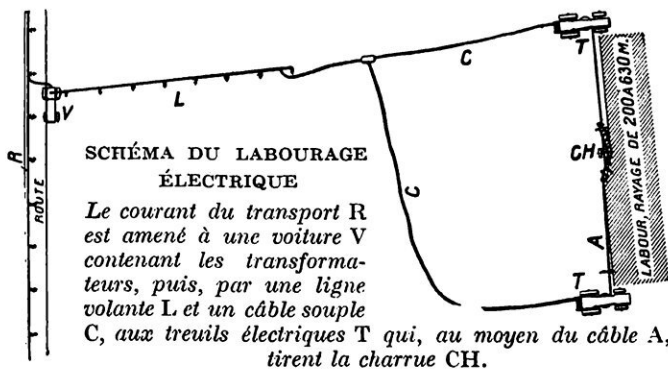 T
C
L
V
R
ROUTE
CH
C
A
T
LABOUR, RAYAGE DE 200 A 630 M.
SCHÉMA DU LABOURAGE
ÉLECTRIQUE
Le courant du transport R
est amené à une voiture V
contenant les transforma-
teurs, puis, par une ligne
volante L et un câble souple
C, aux treuils électriques T qui, au moyen du câble A,
tirent la charrue CH.